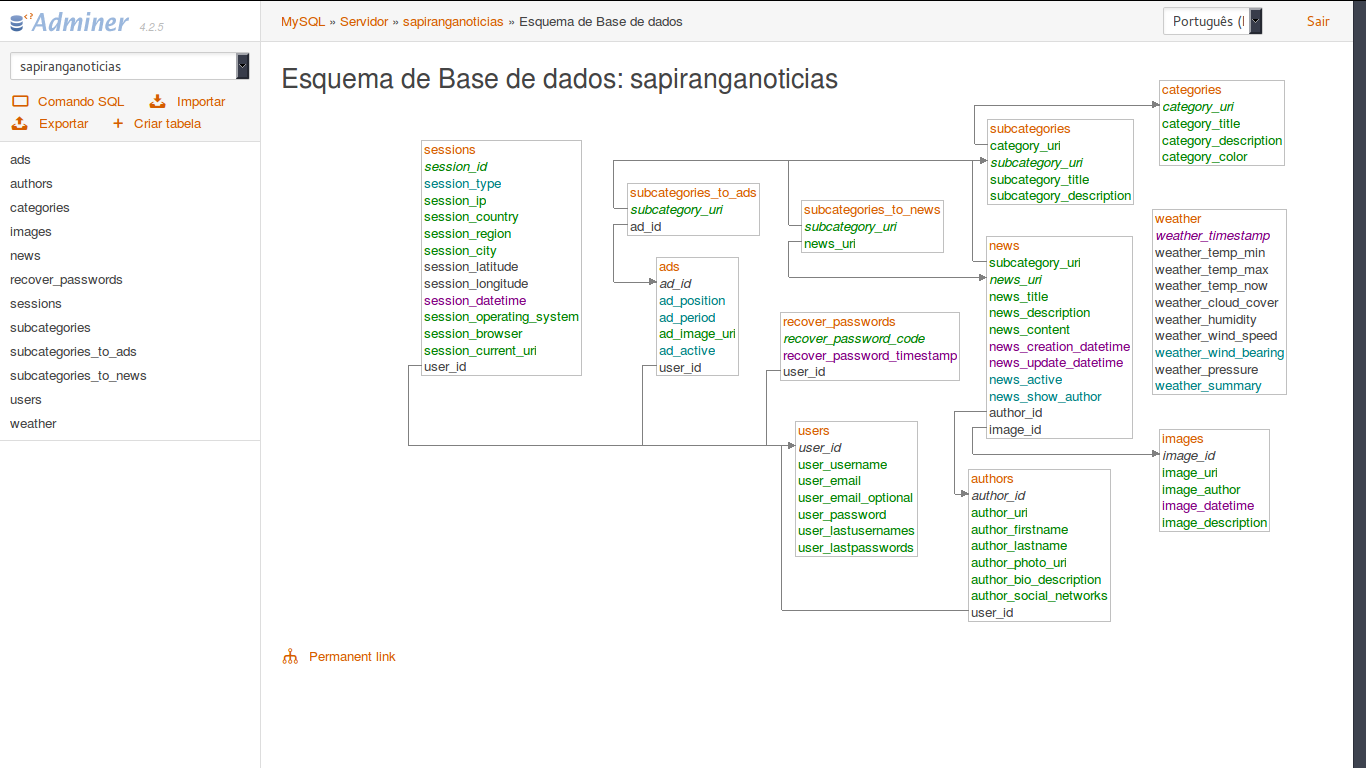 Adminer 4.2.5
MySQL » Servidor » sapiranganoticias » Esquema de Base de dados
Português (
Sair
sapiranganoticias
Comando SQL
Importar
Exportar
Criar tabela
ads
authors
categories
images
news
recover_passwords
sessions
subcategories
subcategories_to_ads
subcategories_to_news
users
weather
Esquema de Base de dados: sapiranganoticias
sessions
session_id
session_type
session_ip
session_country
session_region
session_city
session_latitude
session_longitude
session_datetime
session_operating_system
session_browser
session_current_uri
user_id
subcategories_to_ads
subcategory_uri
ad_id
ads
ad_id
ad_position
ad_period
ad_image_uri
ad_active
user_id
subcategories_to_news
subcategory_uri
news_uri
recover_passwords
recover_password_code
recover_password_timestamp
user_id
users
user_id
user_username
user_email
user_email_optional
user_password
user_lastusernames
user_lastpasswords
subcategories
category_uri
subcategory_uri
subcategory_title
subcategory_description
news
subcategory_uri
news_uri
news_title
news_description
news_content
news_creation_datetime
news_update_datetime
news_active
news_show_author
author_id
image_id
authors
author_id
author_uri
author_firstname
author_lastname
author_photo_uri
author_bio_description
author_social_networks
user_id
categories
category_uri
category_title
category_description
category_color
weather
weather_timestamp
weather_temp_min
weather_temp_max
weather_temp_now
weather_cloud_cover
weather_humidity
weather_wind_speed
weather_wind_bearing
weather_pressure
weather_summary
images
image_id
image_uri
image_author
image_datetime
image_description
Permanent link